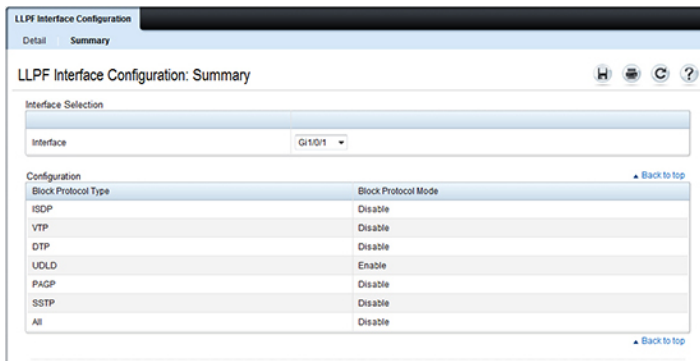 LLPF Interface Configuration
Detail Summary
LLPF Interface Configuration: Summary
Interface Selection
Interface Gi1/0/1
Configuration ▲ Back to top
Block Protocol Type Block Protocol Mode
ISDP Disable
VTP Disable
DTP Disable
UDLD Enable
PAGP Disable
SSTP Disable
All Disable
▲ Back to top